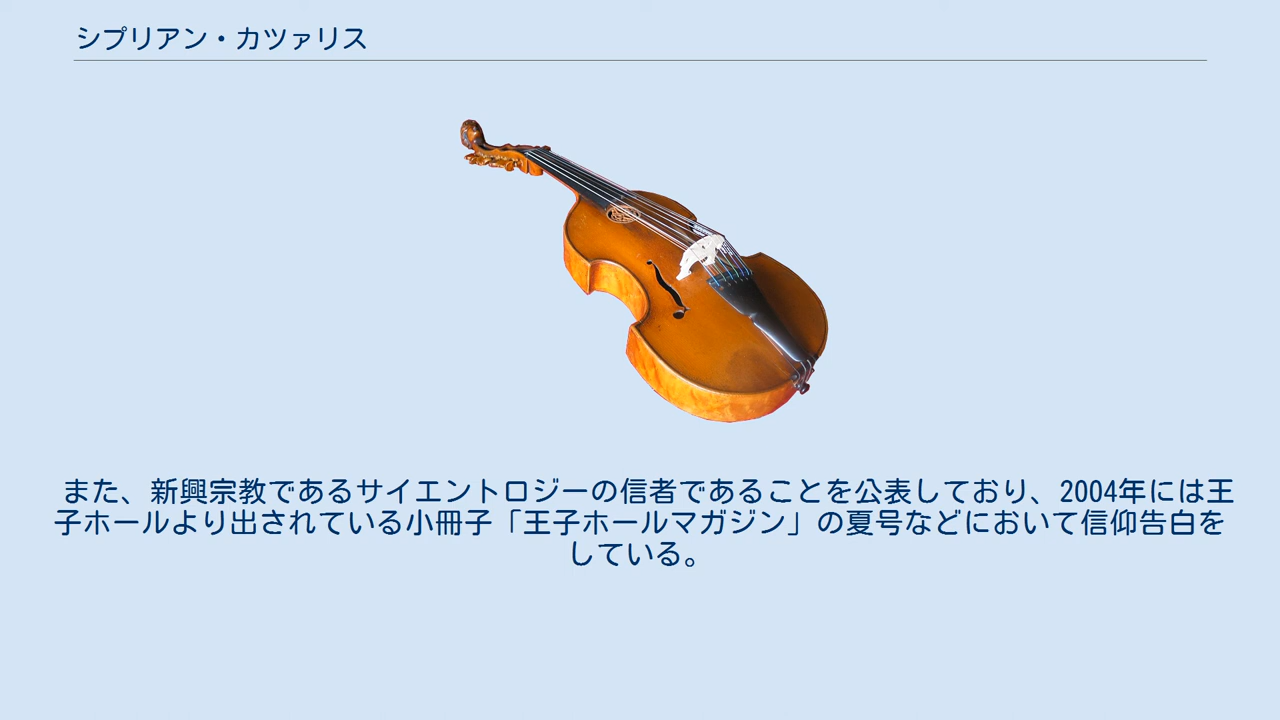 シプリアン・カツァリス
また、新興宗教であるサイエントロジーの信者であることを公表しており、2004年には王
子ホールより出されている小冊子「王子ホールマガジン」の夏号などにおいて信仰告白を
している。